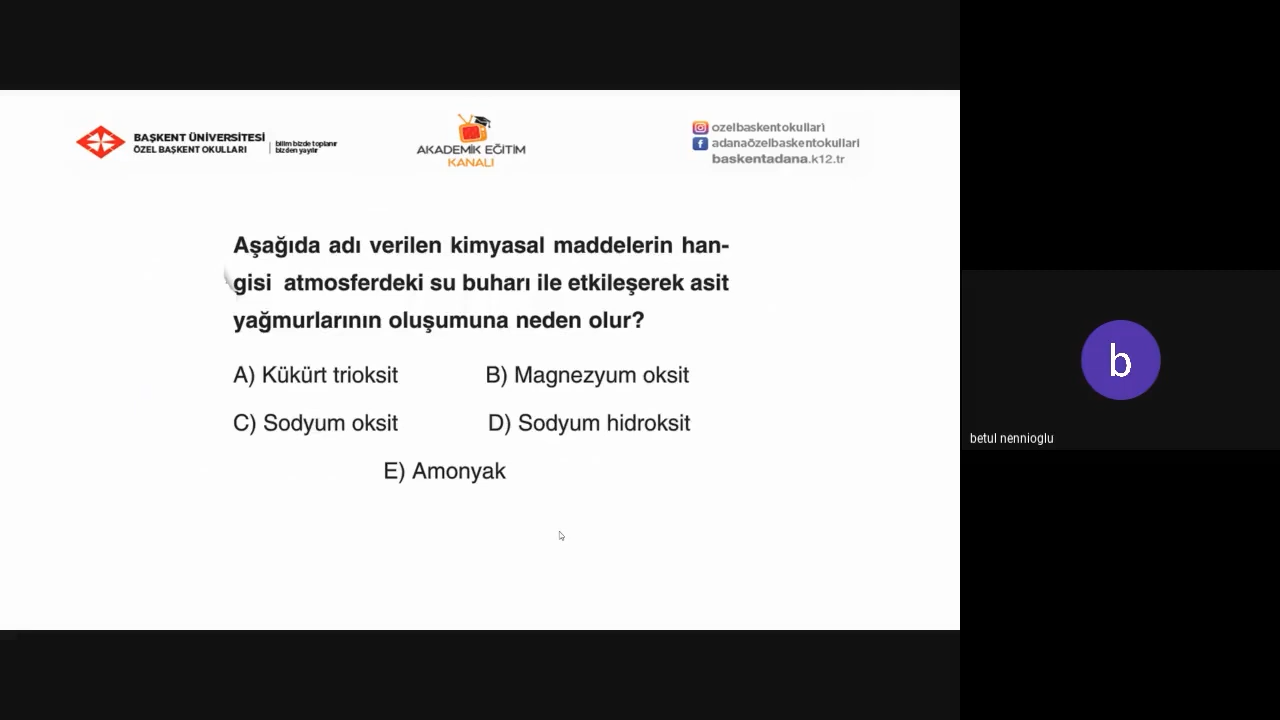 BAŞKENT ÜNİVERSİTESİ
ÖZEL BAŞKENT OKULLARI
bilim bizde toplanır
bizden yayılır
AKADEMİK EĞİTİM
KANALI
ozelbaskentokullari
adanaözelbaskentokullari
baskentadana.k12.tr
Aşağıda adı verilen kimyasal maddelerin han-
gisi atmosferdeki su buharı ile etkileşerek asit
yağmurlarının oluşumuna neden olur?
A) Kükürt trioksit B) Magnezyum oksit
C) Sodyum oksit D) Sodyum hidroksit
E) Amonyak
b
betul nennioglu